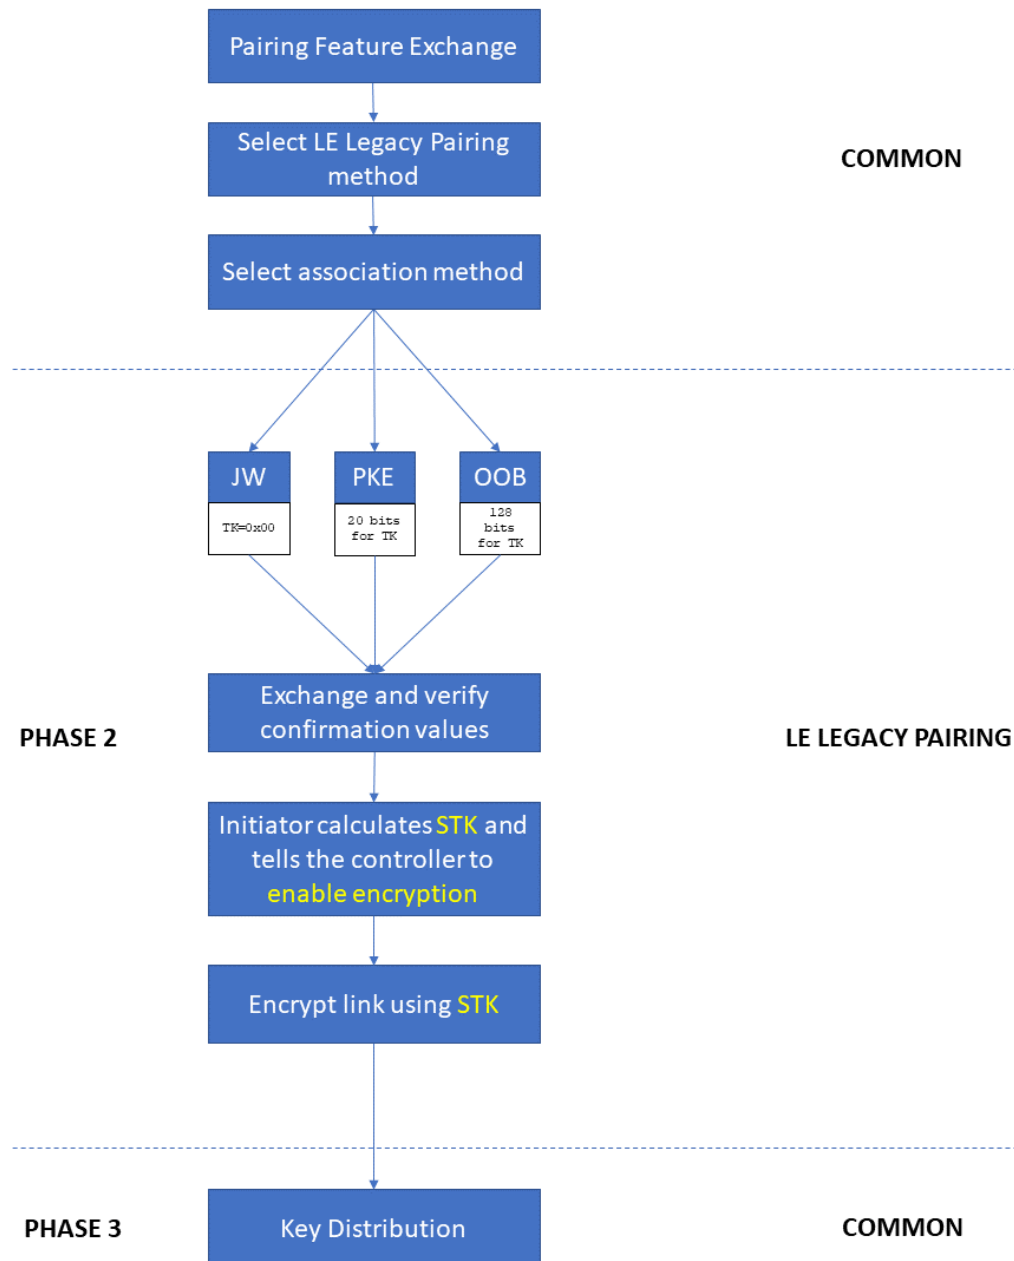 Pairing Feature Exchange
Select LE Legacy Pairing
method
COMMON
Select association method
JW
PKE
OOB
TK=0x00
20 bits
for TK
128
bits
for TK
Exchange and verify
confirmation values
PHASE 2
LE LEGACY PAIRING
Initiator calculates STK and
tells the controller to
enable encryption
Encrypt link using STK
PHASE 3
Key Distribution
COMMON